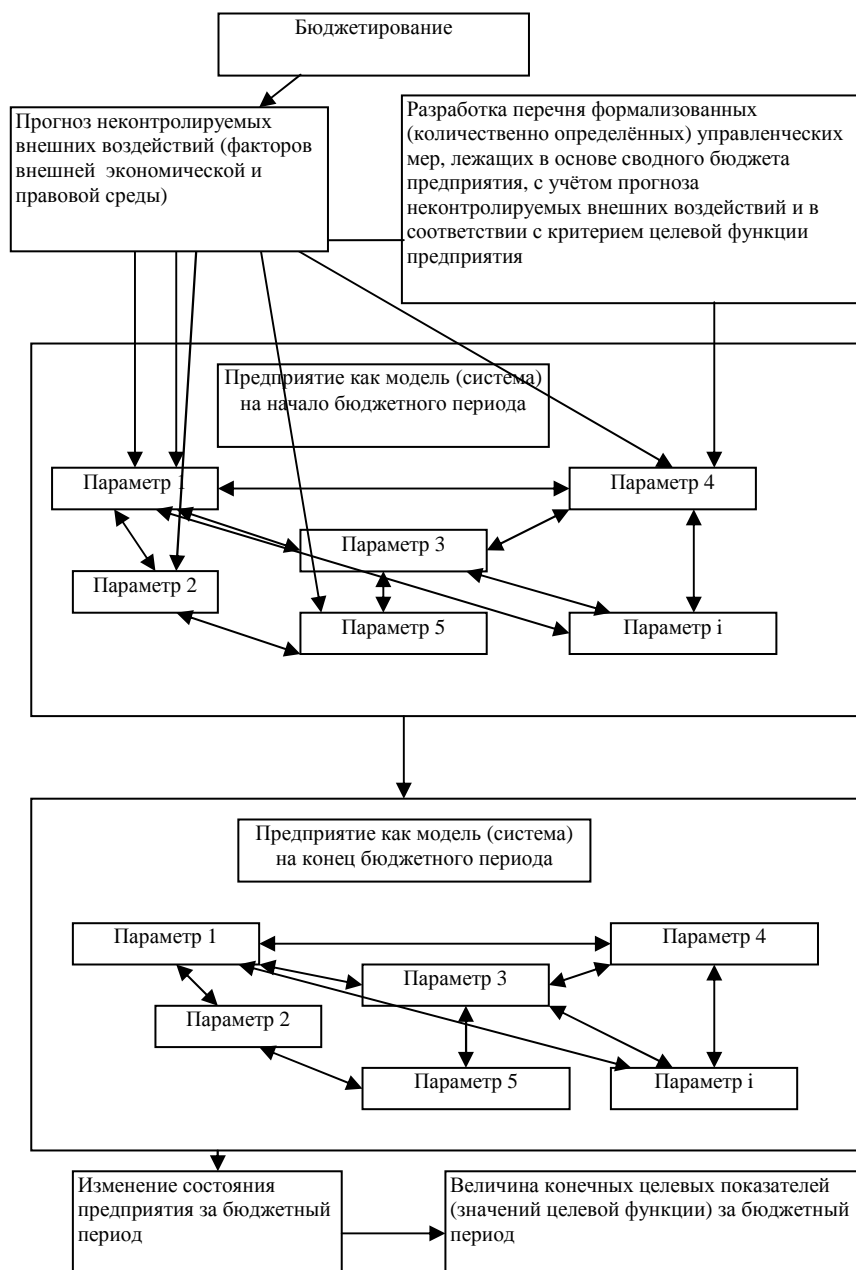 Бюджетирование
Прогноз неконтролируемых
внешних воздействий (факторов
внешней экономической и
правовой среды)
Разработка перечня формализованных
(количественно определённых) управленческих
мер, лежащих в основе сводного бюджета
предприятия, с учётом прогноза
неконтролируемых внешних воздействий и в
соответствии с критерием целевой функции
предприятия
Предприятие как модель (система)
на начало бюджетного периода
Параметр 1
Параметр 4
Параметр 3
Параметр 2
Параметр 5
Параметр i
Предприятие как модель (система)
на конец бюджетного периода
Параметр 1
Параметр 4
Параметр 3
Параметр 2
Параметр 5
Параметр i
Изменение состояния
предприятия за бюджетный
период
Величина конечных целевых показателей
(значений целевой функции) за бюджетный
период